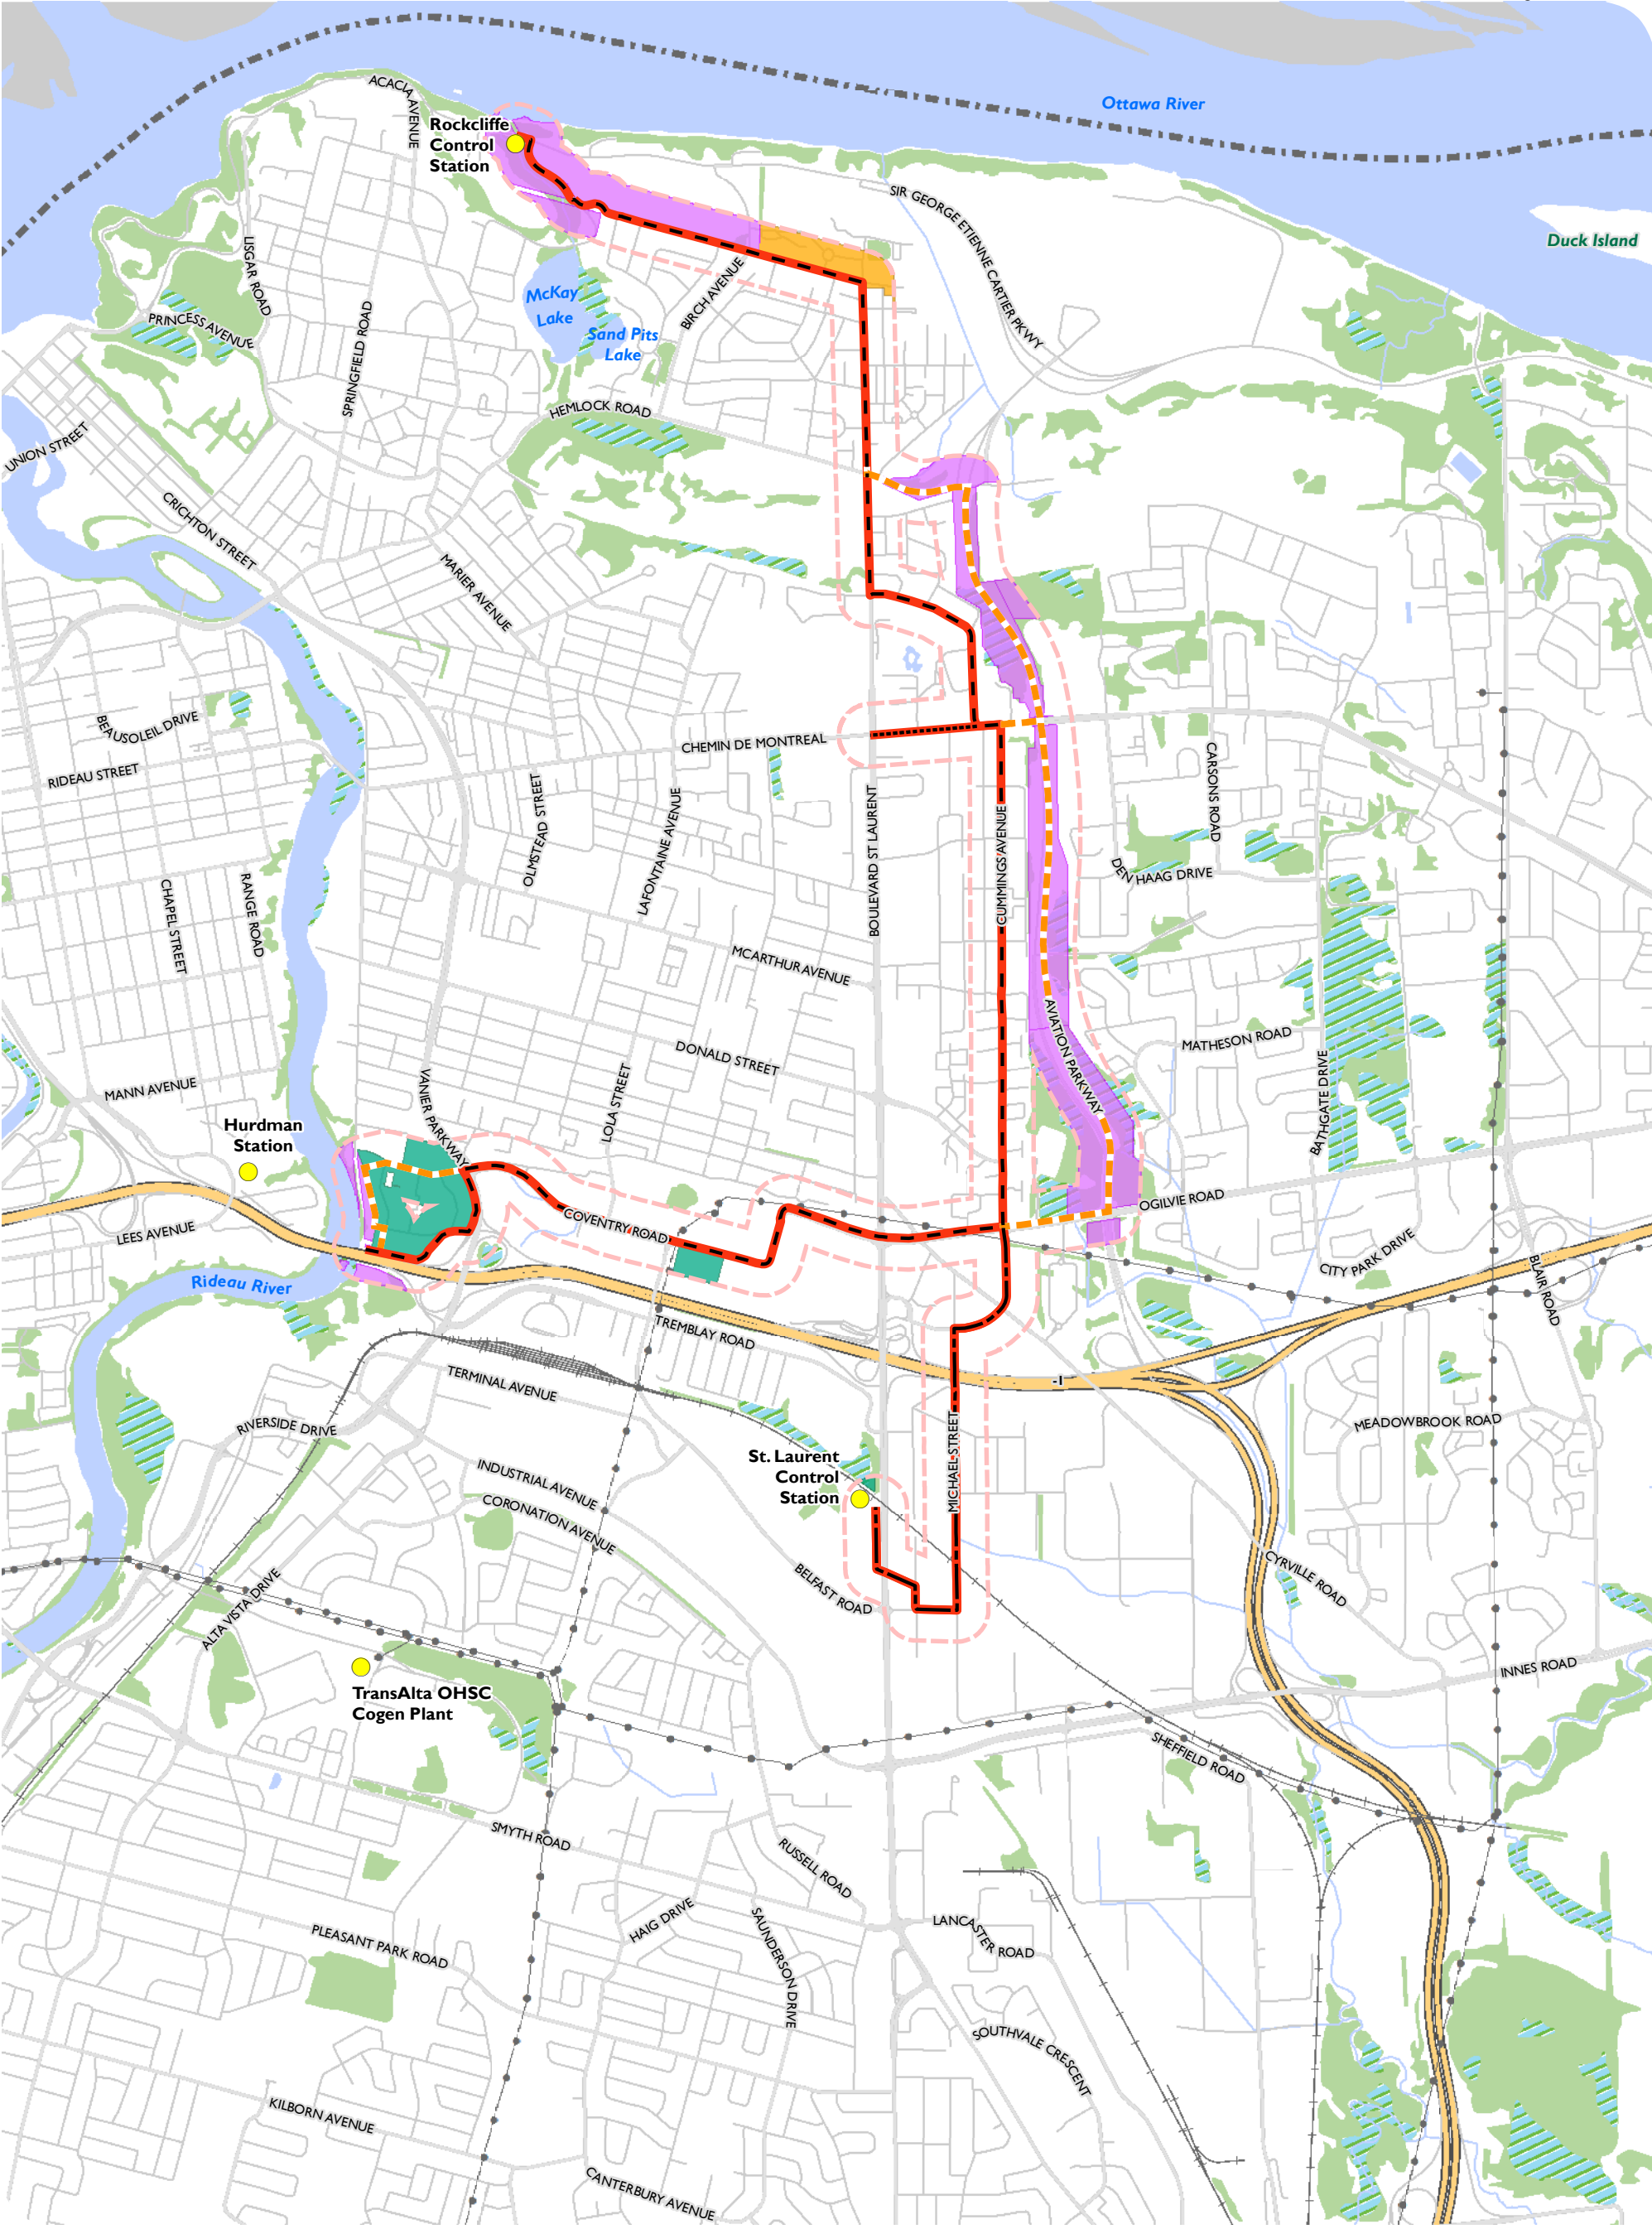 ACACIA AVENUE
Ottawa River
Rockcliffe
Control
Station
SIR GEORGE ETIENNE CARTIER PKWY
Duck Island
LISGAR ROAD
BIRCH AVENUE
McKay
Lake
PRINCESS AVENUE
SPRINGFIELD ROAD
Sand Pits
Lake
HEMLOCK ROAD
UNION STREET
CRICHTON STREET
MARIER AVENUE
BEAUSOLEIL DRIVE
CHEMIN DE MONTREAL
RIDEAU STREET
OLMSTEAD STREET
LAFONTAINE AVENUE
BOULEVARD ST LAURENT
CUMMINGS AVENUE
CARSONS ROAD
DEN HAAG DRIVE
CHAPEL STREET
RANGE ROAD
MCARTHUR AVENUE
AVIATION PARKWAY
MATHESON ROAD
DONALD STREET
MANN AVENUE
VANIER PARKWAY
LOLA STREET
BATHGATE DRIVE
Hurdman
Station
OGILVIE ROAD
LEES AVENUE
COVENTRY ROAD
CITY PARK DRIVE
BLAIR ROAD
Rideau River
TREMBLAY ROAD
TERMINAL AVENUE
RIVERSIDE DRIVE
MEADOWBROOK ROAD
MICHAEL STREET
St. Laurent
Control
Station
INDUSTRIAL AVENUE
CORONATION AVENUE
BELFAST ROAD
CYRVILLE ROAD
ALTA VISTA DRIVE
INNES ROAD
TransAlta OHSC
Cogen Plant
SHEFFIELD ROAD
SMYTH ROAD
RUSSELL ROAD
HAIG DRIVE
SAUNDERSON DRIVE
LANCASTER ROAD
PLEASANT PARK ROAD
SOUTHVALE CRESCENT
KILBORN AVENUE
CANTERBURY AVENUE